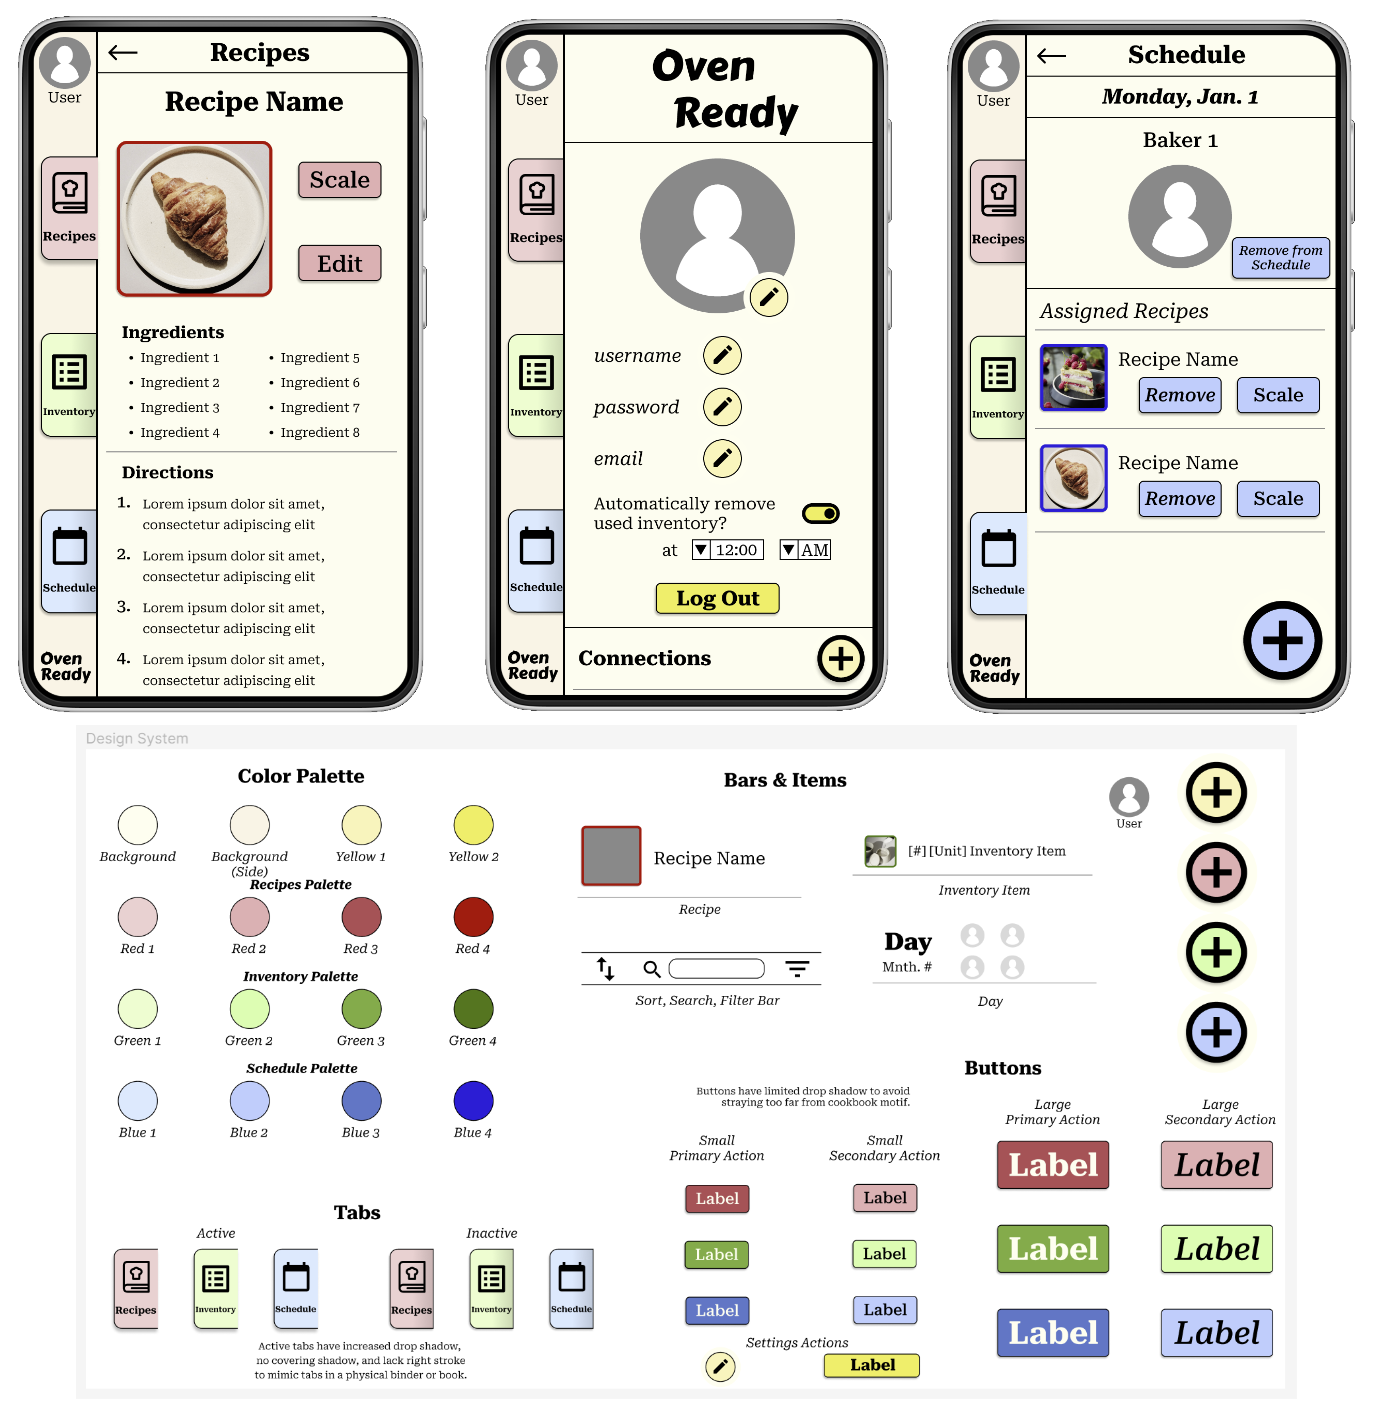 User
Recipes
Recipe Name
Scale
Edit
Recipes
Inventory
Schedule
Oven
Ready
Ingredients
• Ingredient 1
• Ingredient 2
• Ingredient 3
• Ingredient 4
• Ingredient 5
• Ingredient 6
• Ingredient 7
• Ingredient 8
Directions
1. Lorem ipsum dolor sit amet,
consectetur adipiscing elit
2. Lorem ipsum dolor sit amet,
consectetur adipiscing elit
3. Lorem ipsum dolor sit amet,
consectetur adipiscing elit
4. Lorem ipsum dolor sit amet,
consectetur adipiscing elit
User
Recipes
Inventory
Schedule
Oven
Ready
Oven
Ready
username
password
email
Automatically remove
used inventory?
at 12:00 AM
Log Out
Connections
User
Recipes
Inventory
Schedule
Oven
Ready
Schedule
Monday, Jan. 1
Baker 1
Remove from
Schedule
Assigned Recipes
Recipe Name
Remove Scale
Recipe Name
Remove Scale
Design System
Color Palette
Background
Background
(Side)
Yellow 1
Yellow 2
Recipes Palette
Red 1
Red 2
Red 3
Red 4
Inventory Palette
Green 1
Green 2
Green 3
Green 4
Schedule Palette
Blue 1
Blue 2
Blue 3
Blue 4
Tabs
Active
Inactive
Recipes
Inventory
Schedule
Recipes
Inventory
Schedule
Active tabs have increased drop shadow,
no covering shadow, and lack right stroke
to mimic tabs in a physical binder or book.
Bars & Items
User
Recipe Name
Recipe
[#] [Unit] Inventory Item
Inventory Item
Sort, Search, Filter Bar
Day
Mnth. #
Day
Buttons
Buttons have limited drop shadow to avoid
straying too far from cookbook motif.
Small
Primary Action
Small
Secondary Action
Large
Primary Action
Large
Secondary Action
Label
Label
Label
Label
Label
Label
Label
Label
Label
Label
Label
Label
Settings Actions
Label